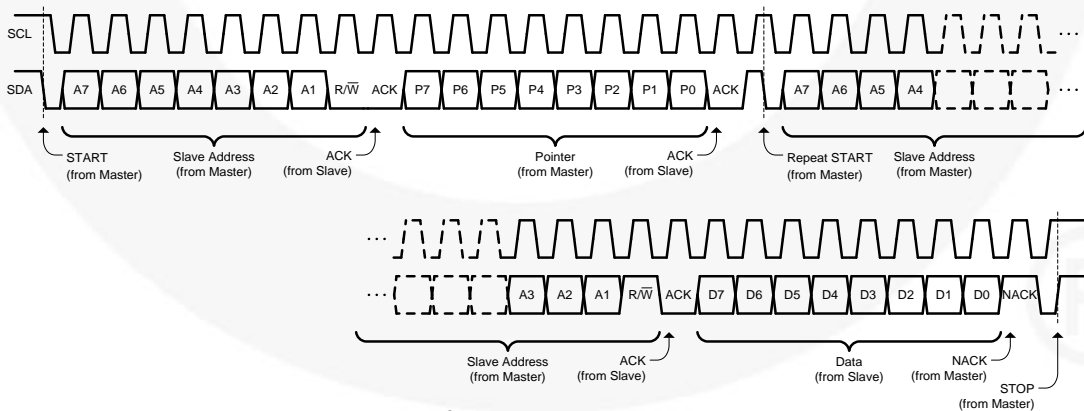 SCL
SDA A7 A6 A5 A4 A3 A2 A1 R/W̅ ACK P7 P6 P5 P4 P3 P2 P1 P0 ACK A7 A6 A5 A4
START
(from Master)
Slave Address
(from Master)
ACK
(from Slave)
Pointer
(from Master)
ACK
(from Slave)
Repeat START
(from Master)
Slave Address
(from Master)
A3 A2 A1 R/W̅ ACK D7 D6 D5 D4 D3 D2 D1 D0 NACK
Slave Address
(from Master)
ACK
(from Slave)
Data
(from Slave)
NACK
(from Master)
STOP
(from Master)